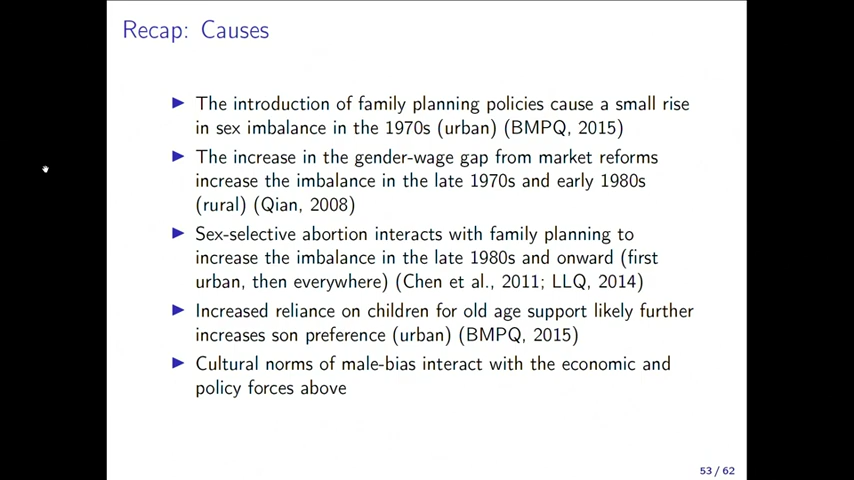 Recap: Causes
The introduction of family planning policies cause a small rise
in sex imbalance in the 1970s (urban) (BMPQ, 2015)
The increase in the gender-wage gap from market reforms
increase the imbalance in the late 1970s and early 1980s
(rural) (Qian, 2008)
Sex-selective abortion interacts with family planning to
increase the imbalance in the late 1980s and onward (first
urban, then everywhere) (Chen et al., 2011; LLQ, 2014)
Increased reliance on children for old age support likely further
increases son preference (urban) (BMPQ, 2015)
Cultural norms of male-bias interact with the economic and
policy forces above
53 / 62